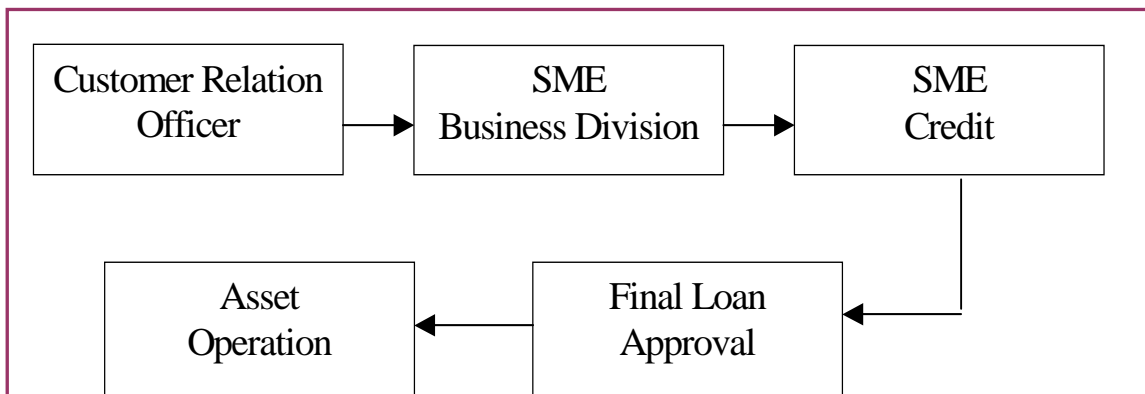 Customer Relation
Officer
SME
Business Division
SME
Credit
Final Loan
Approval
Asset
Operation